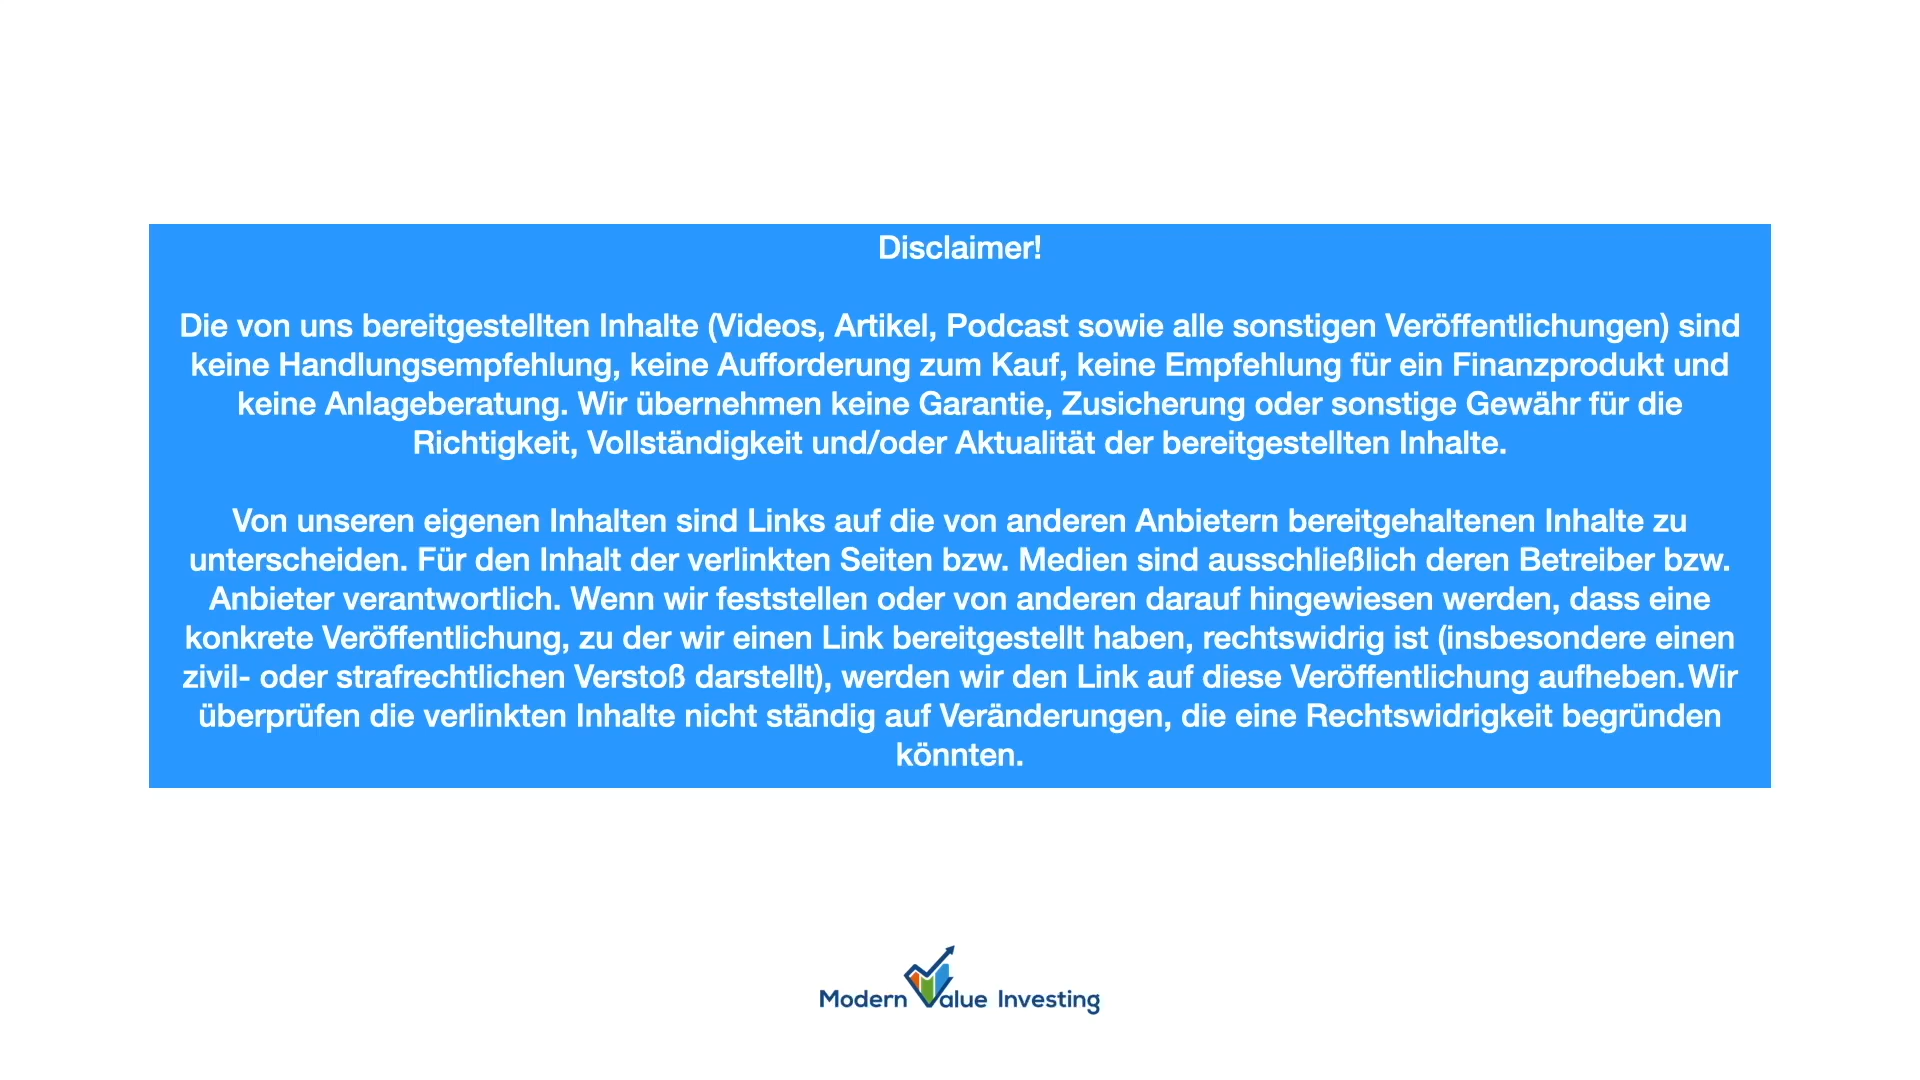 Disclaimer!
Die von uns bereitgestellten Inhalte (Videos, Artikel, Podcast sowie alle sonstigen Veröffentlichungen) sind
keine Handlungsempfehlung, keine Aufforderung zum Kauf, keine Empfehlung für ein Finanzprodukt und
keine Anlageberatung. Wir übernehmen keine Garantie, Zusicherung oder sonstige Gewähr für die
Richtigkeit, Vollständigkeit und/oder Aktualität der bereitgestellten Inhalte.
Von unseren eigenen Inhalten sind Links auf die von anderen Anbietern bereitgehaltenen Inhalte zu
unterscheiden. Für den Inhalt der verlinkten Seiten bzw. Medien sind ausschließlich deren Betreiber bzw.
Anbieter verantwortlich. Wenn wir feststellen oder von anderen darauf hingewiesen werden, dass eine
konkrete Veröffentlichung, zu der wir einen Link bereitgestellt haben, rechtswidrig ist (insbesondere einen
zivil- oder strafrechtlichen Verstoß darstellt), werden wir den Link auf diese Veröffentlichung aufheben. Wir
überprüfen die verlinkten Inhalte nicht ständig auf Veränderungen, die eine Rechtswidrigkeit begründen
könnten.
Modern Value Investing